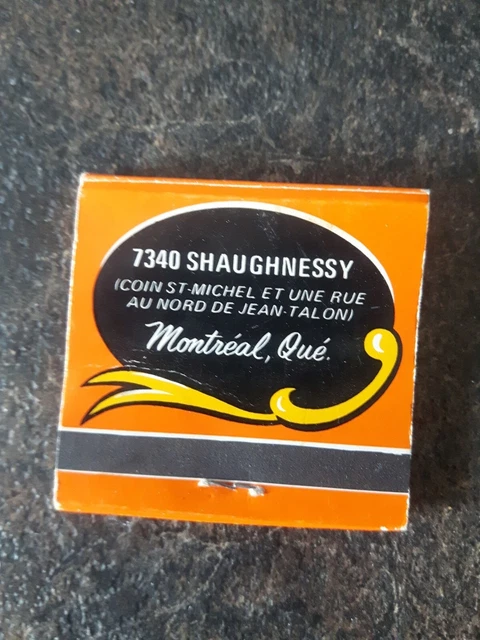 7340 SHAUGHNESSY
(COIN ST-MICHEL ET UNE RUE
AU NORD DE JEAN-TALON)
Montréal, Qué.